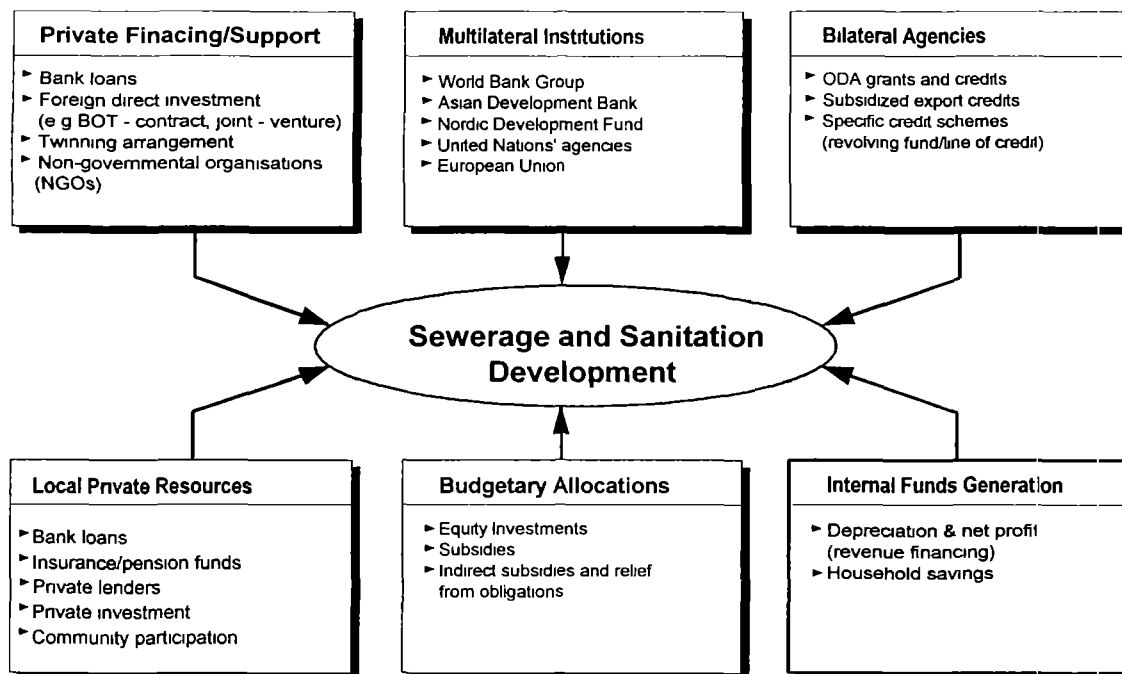 Private Finacing/Support
► Bank loans
► Foreign direct investment
(e g BOT - contract, joint - venture)
► Twinning arrangement
► Non-governmental organisations
(NGOs)
Multilateral Institutions
► World Bank Group
► Asian Development Bank
► Nordic Development Fund
► United Nations' agencies
► European Union
Bilateral Agencies
► ODA grants and credits
► Subsidized export credits
► Specific credit schemes
(revolving fund/line of credit)
Sewerage and Sanitation
Development
Local Private Resources
► Bank loans
► Insurance/pension funds
► Private lenders
► Private investment
► Community participation
Budgetary Allocations
► Equity Investments
► Subsidies
► Indirect subsidies and relief
from obligations
Internal Funds Generation
► Depreciation & net profit
(revenue financing)
► Household savings